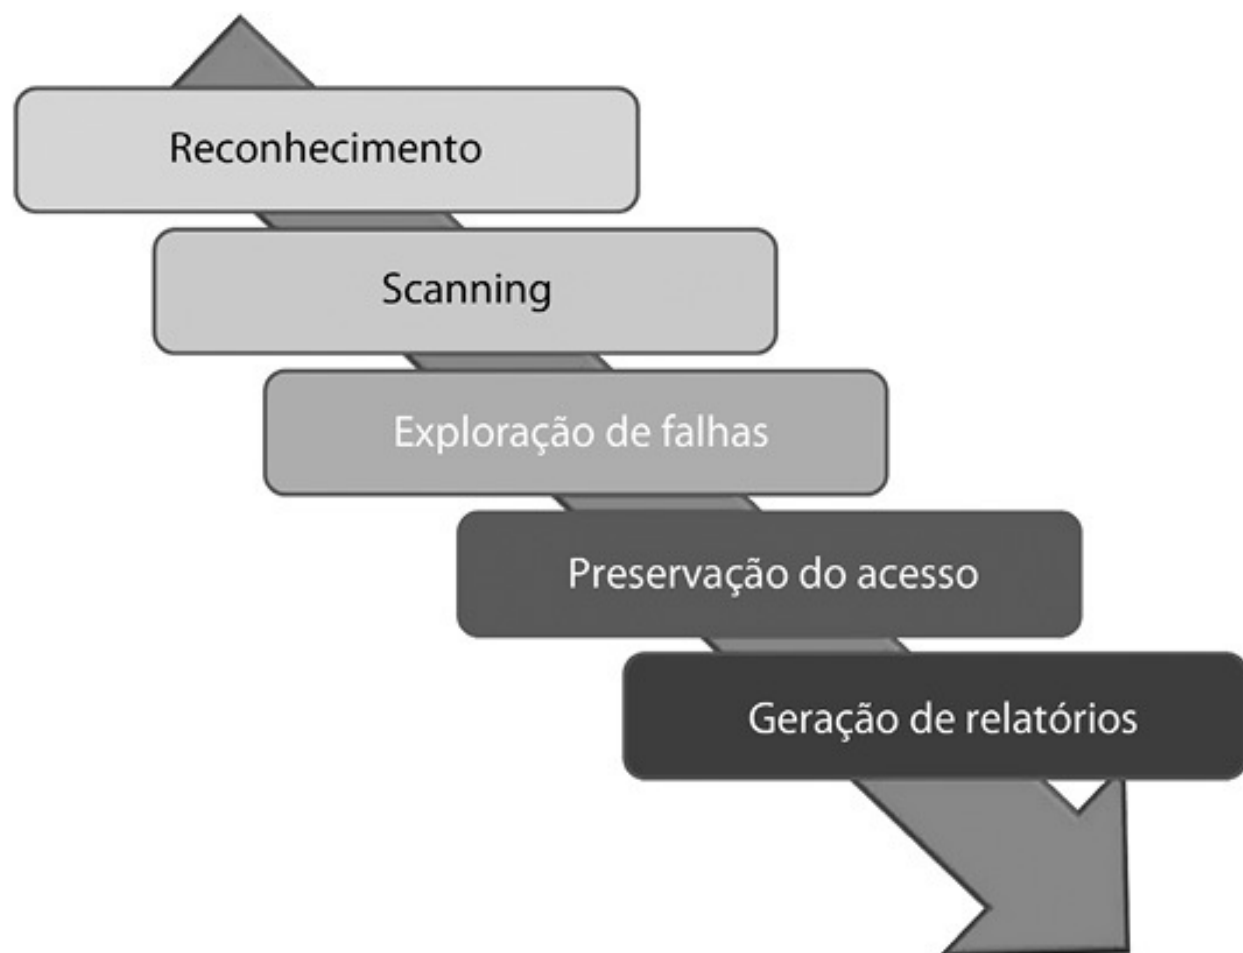 Reconhecimento
Scanning
Exploração de falhas
Preservação do acesso
Geração de relatórios